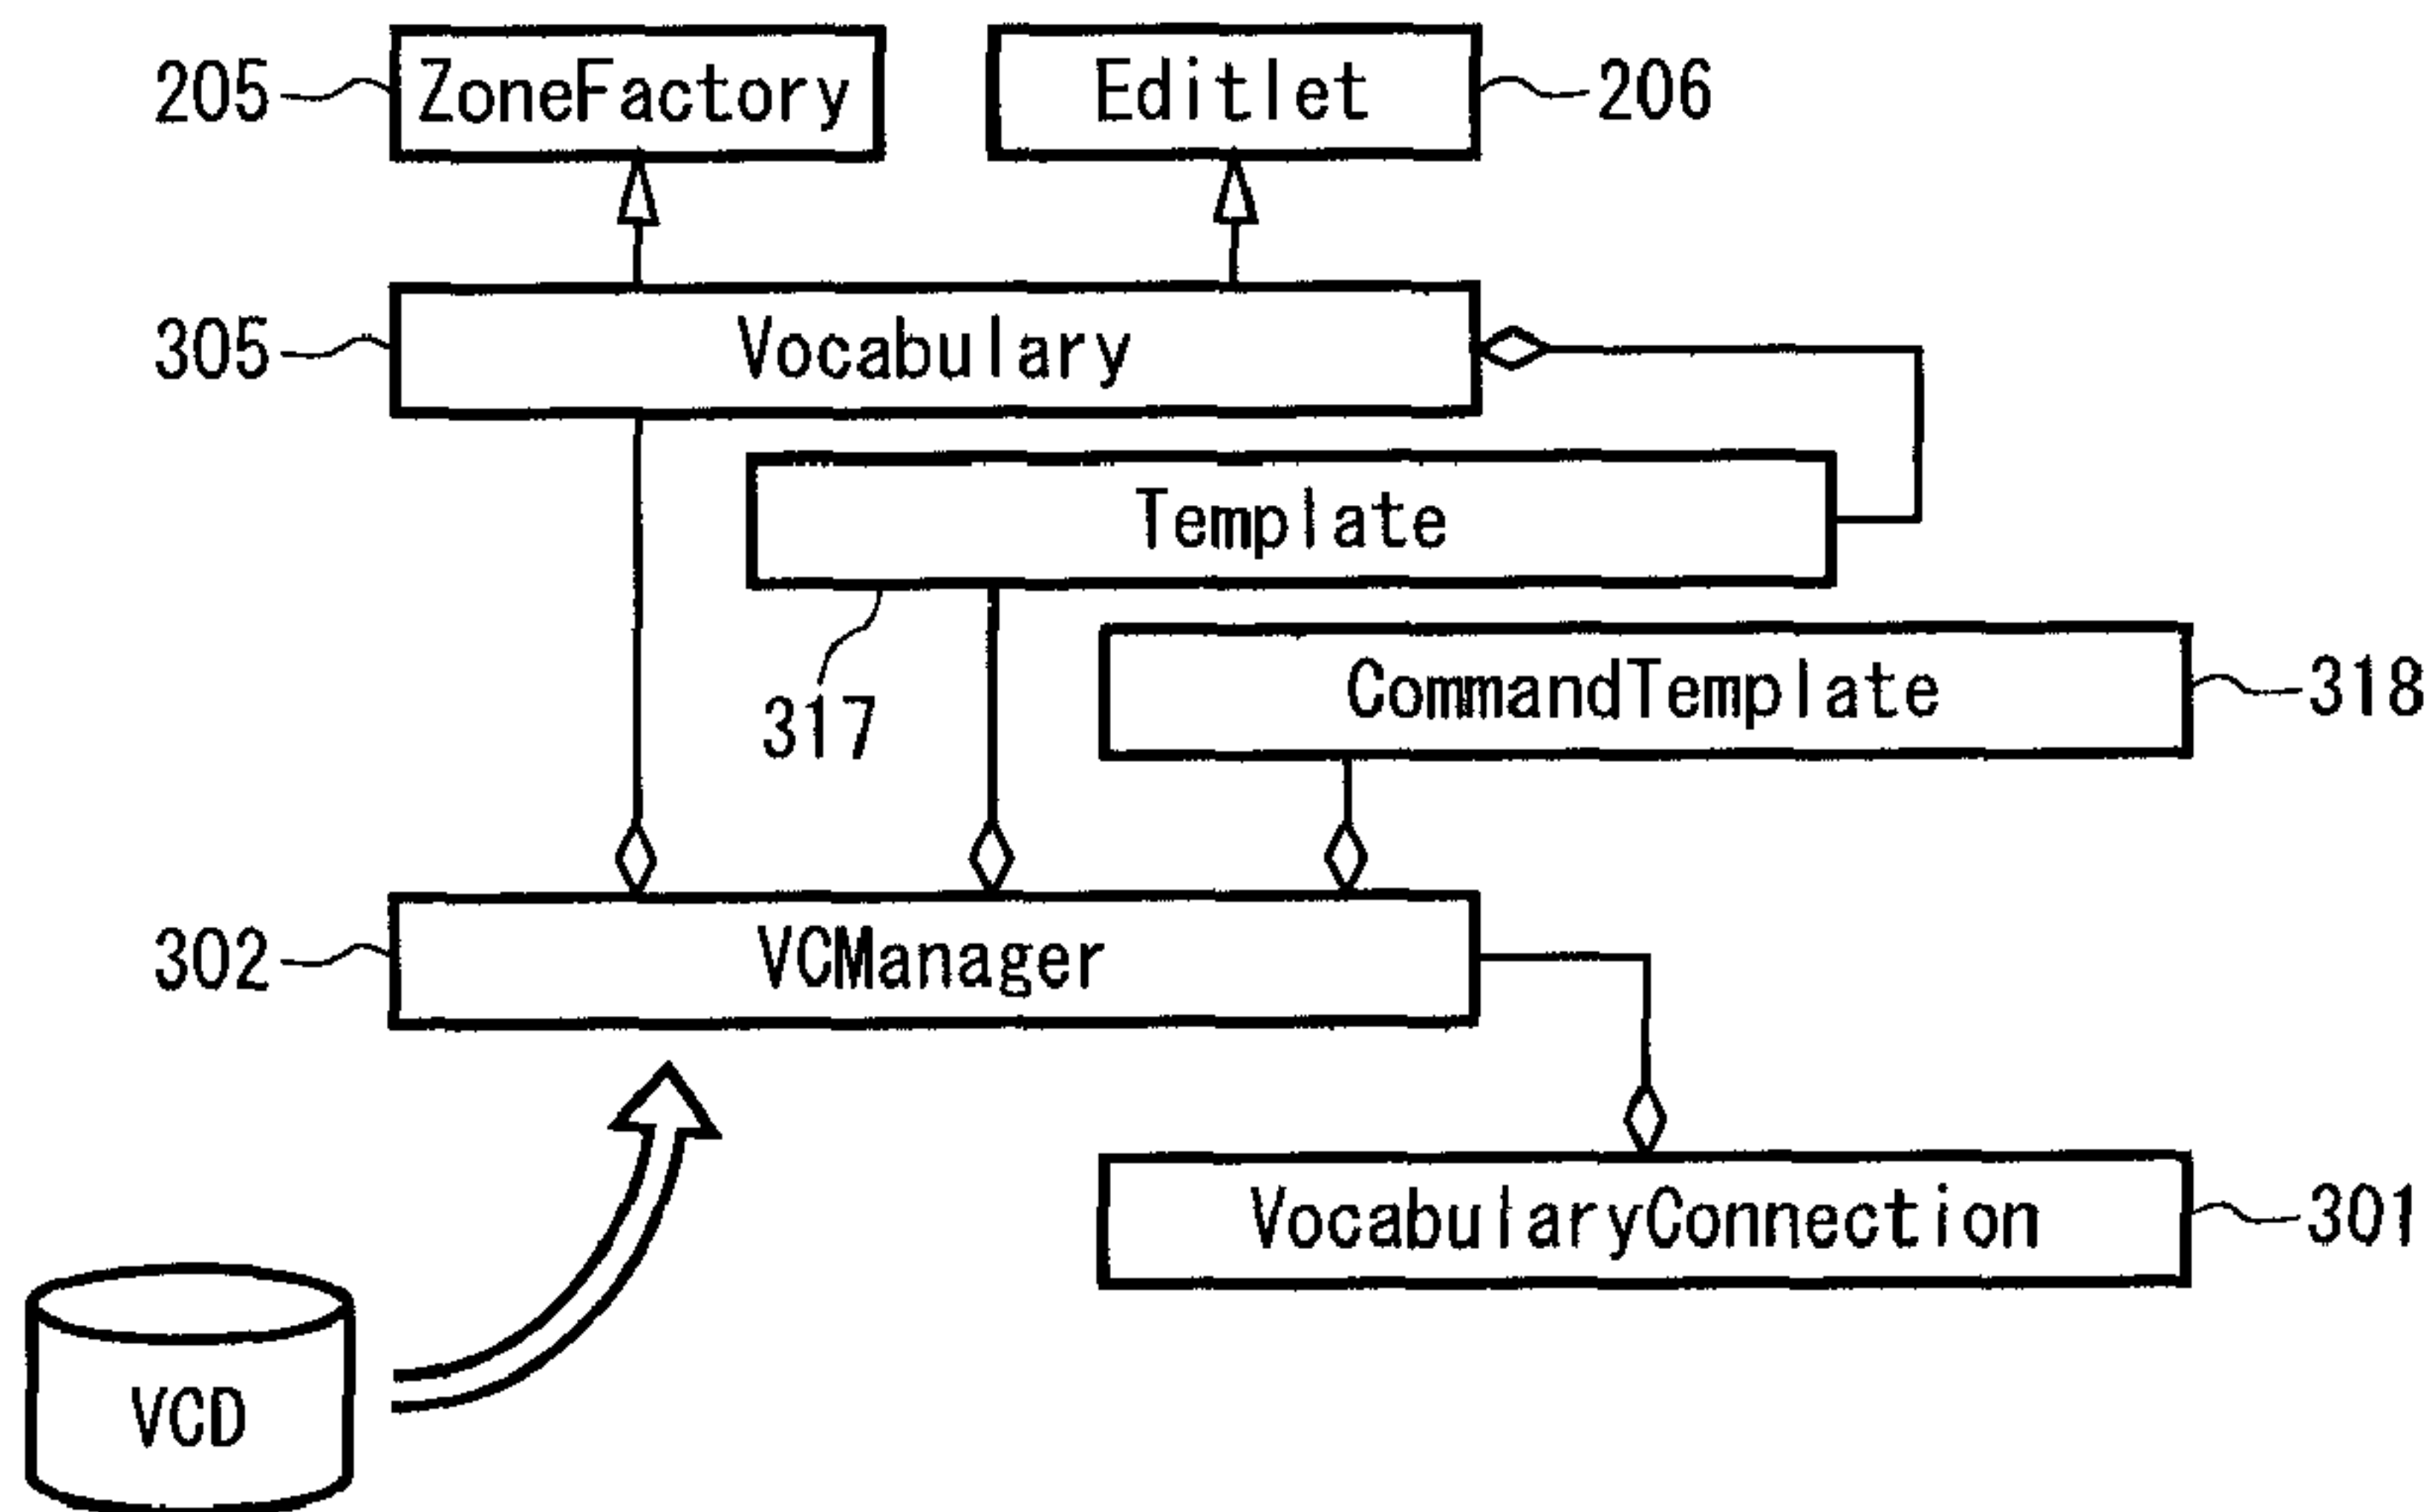 205 ZoneFactory Editlet 206
305 Vocabulary
Template
317
CommandTemplate 318
302 VCManager
VocabularyConnection 301
VCD